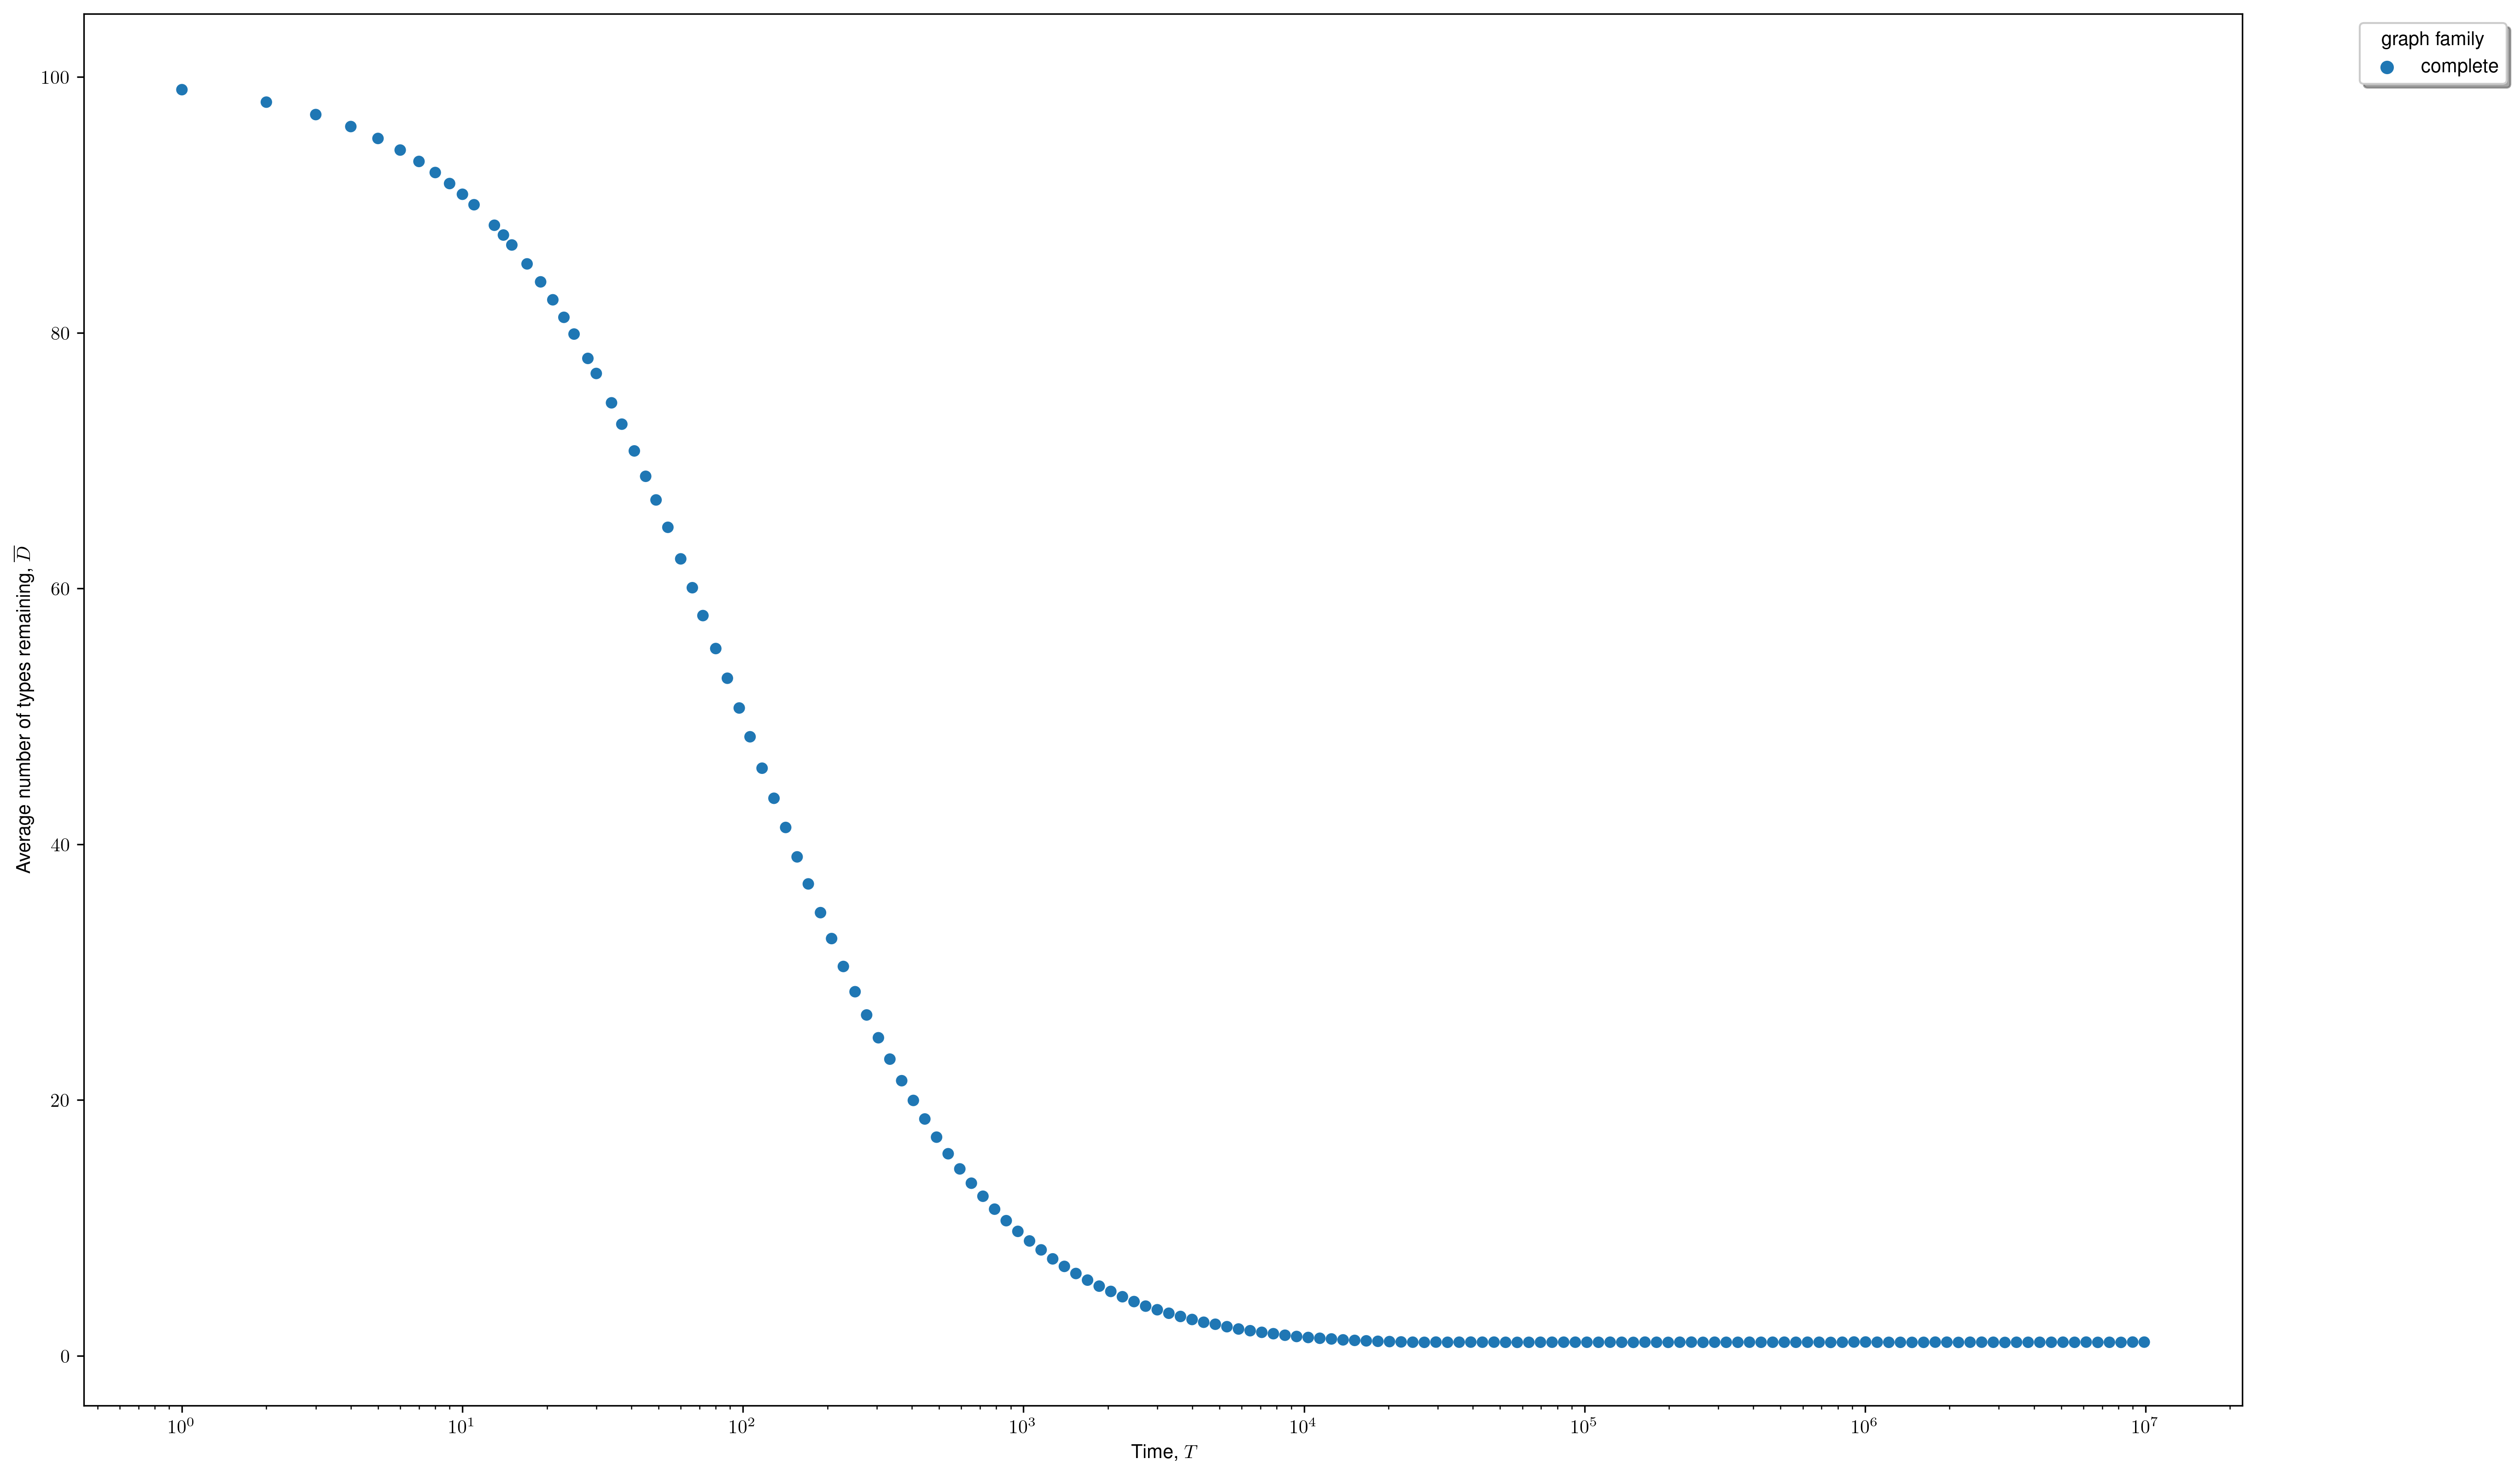 graph family
complete
100
80
60
40
20
0
Average number of types remaining, $\overline{D}$
10⁰ 10¹ 10² 10³ 10⁴ 10⁵ 10⁶ 10⁷
Time, T